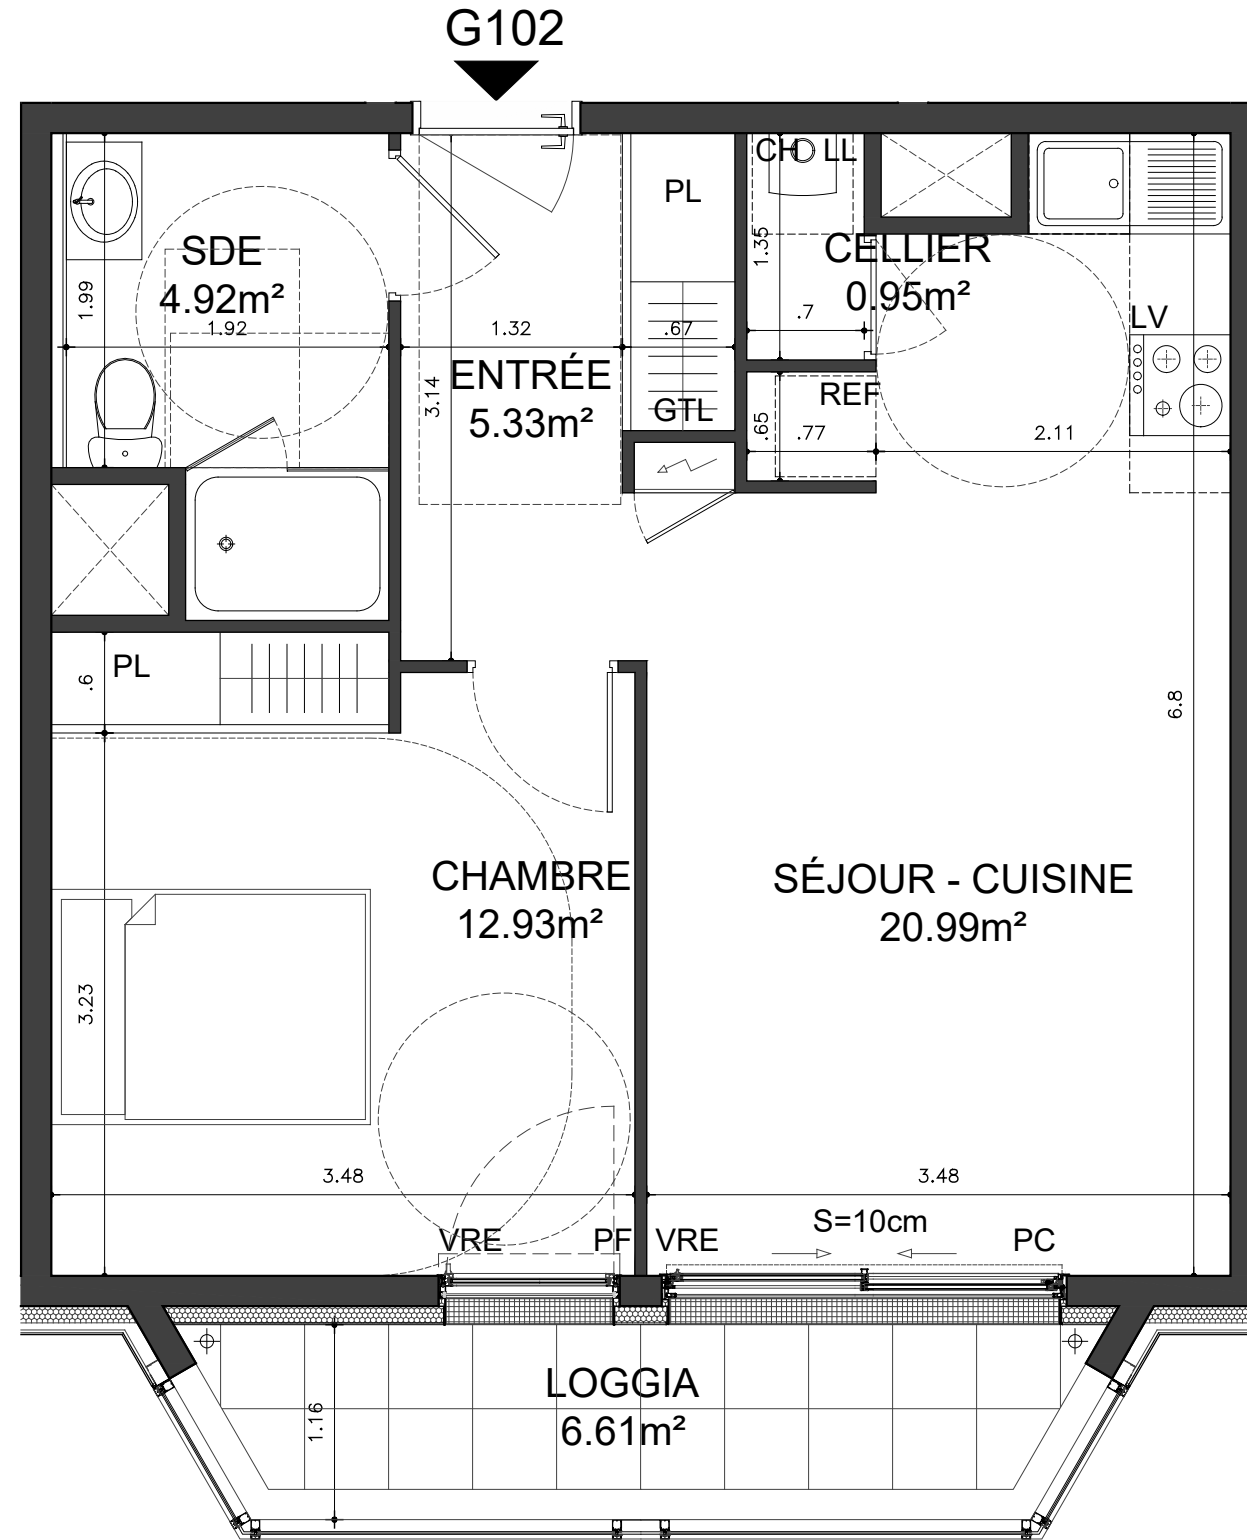 G102
CH LL
PL
SDE
4.92m²
1.99
1.92
1.35
CELLIER
0.95m²
.7
LV
1.32
.67
ENTRÉE
5.33m²
3.14
GTL
REF
.65
.77
2.11
PL
.6
6.8
CHAMBRE
12.93m²
SÉJOUR - CUISINE
20.99m²
3.23
3.48
3.48
VRE
PF
VRE
S=10cm
PC
LOGGIA
6.61m²
1.16